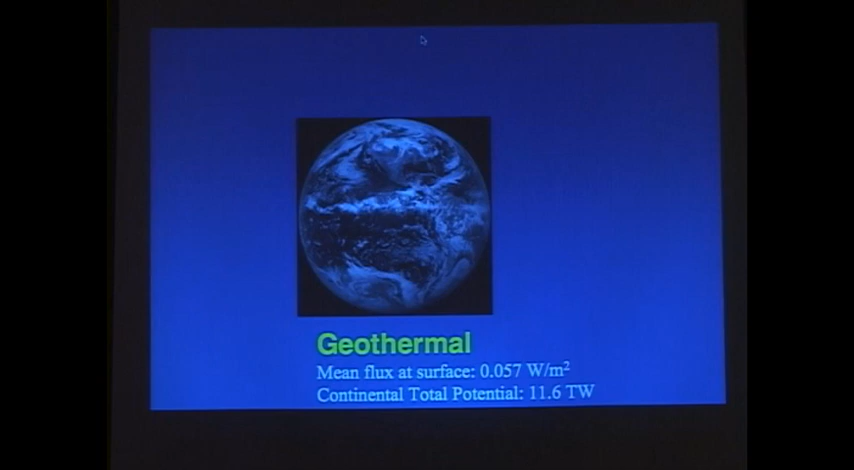 Geothermal
Mean flux at surface: 0.057 W/m²
Continental Total Potential: 11.6 TW